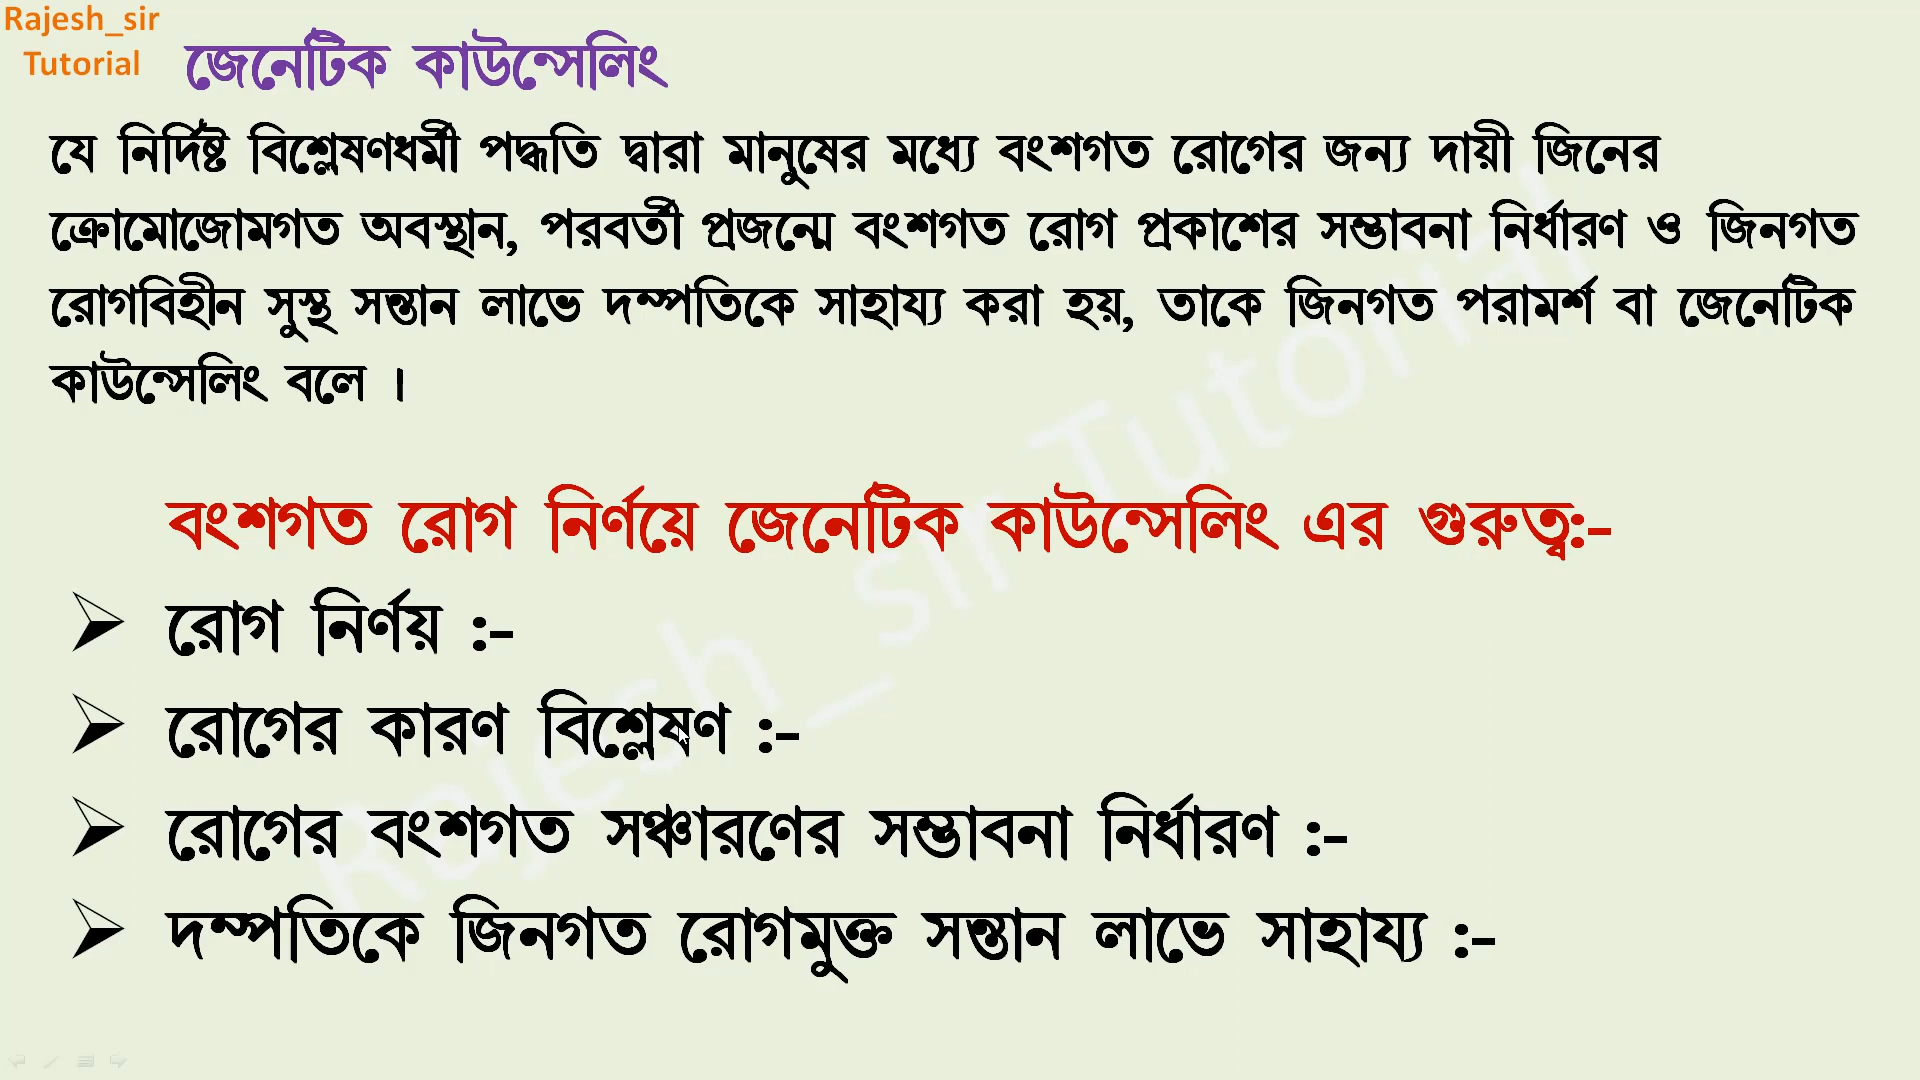 Rajesh_sir
Tutorial
জেনেটিক কাউন্সেলিং
যে নির্দিষ্ট বিশ্লেষণধর্মী পদ্ধতি দ্বারা মানুষের মধ্যে বংশগত রোগের জন্য দায়ী জিনের
ক্রোমোজোমগত অবস্থান, পরবর্তী প্রজন্মে বংশগত রোগ প্রকাশের সম্ভাবনা নির্ধারণ ও জিনগত
রোগবিহীন সুস্থ সন্তান লাভে দম্পতিকে সাহায্য করা হয়, তাকে জিনগত পরামর্শ বা জেনেটিক
কাউন্সেলিং বলে ।
বংশগত রোগ নির্ণয়ে জেনেটিক কাউন্সেলিং এর গুরুত্ব:-
➢ রোগ নির্ণয় :-
➢ রোগের কারণ বিশ্লেষণ :-
➢ রোগের বংশগত সঞ্চারণের সম্ভাবনা নির্ধারণ :-
➢ দম্পতিকে জিনগত রোগমুক্ত সন্তান লাভে সাহায্য :-
Rajesh_sir Tutorial